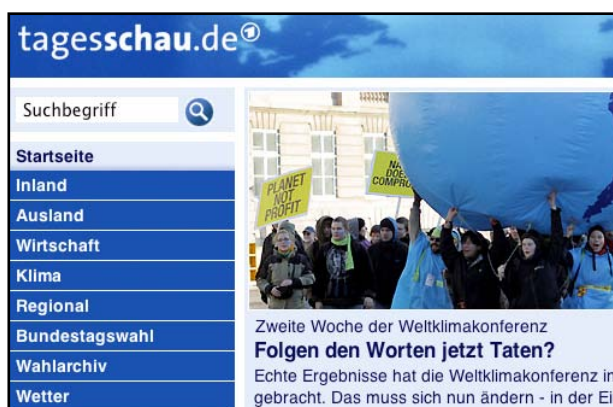 tagesschau.de
Suchbegriff
Startseite
Inland
Ausland
Wirtschaft
Klima
Regional
Bundestagswahl
Wahlarchiv
Wetter
PLANET
NOT
PROFIT
DOES
Zweite Woche der Weltklimakonferenz
Folgen den Worten jetzt Taten?
Echte Ergebnisse hat die Weltklimakonferenz in
gebracht. Das muss sich nun ändern - in der Ei